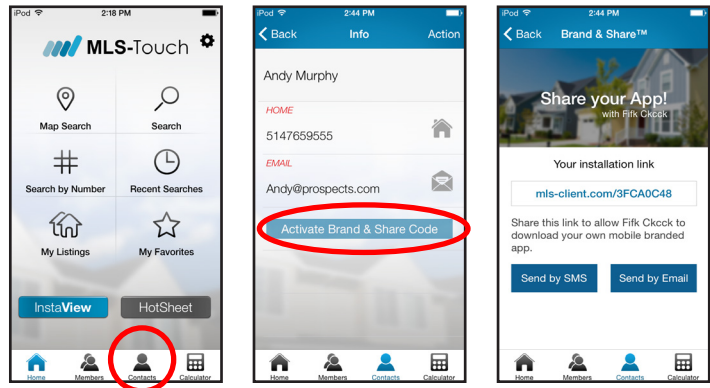 iPod 2:18 PM
MLS-Touch
Map Search Search
Search by Number Recent Searches
My Listings My Favorites
InstaView HotSheet
Home Members Contacts Calculator
iPod 2:44 PM
Back Info Action
Andy Murphy
HOME
5147659555
EMAIL
Andy@prospects.com
Activate Brand & Share Code
Home Members Contacts Calculator
iPod 2:44 PM
Back Brand & Share™
Share your App!
with Fifk Ckcck
Your installation link
mls-client.com/3FCA0C48
Share this link to allow Fifk Ckcck to
download your own mobile branded
app.
Send by SMS Send by Email
Home Members Contacts Calculator